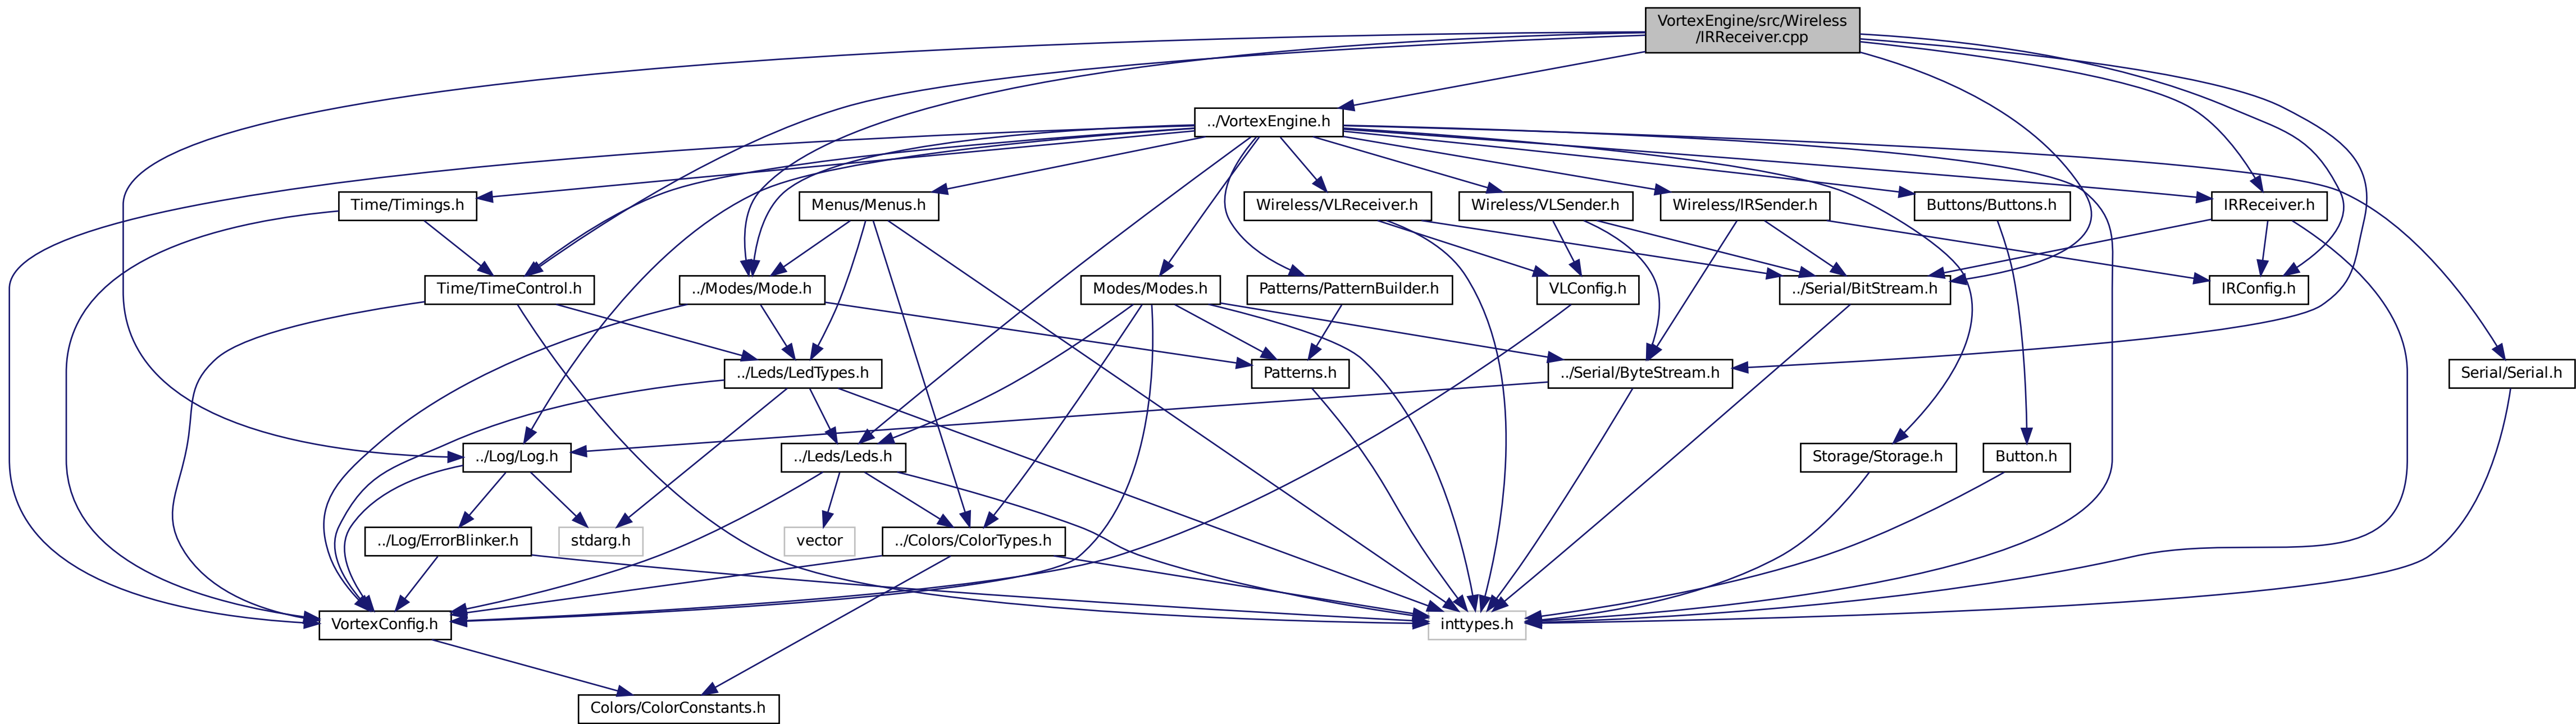 VortexEngine/src/Wireless
/IRReceiver.cpp
../VortexEngine.h
Time/Timings.h
Menus/Menus.h
Wireless/VLReceiver.h
Wireless/VLSender.h
Wireless/IRSender.h
Buttons/Buttons.h
IRReceiver.h
Time/TimeControl.h
../Modes/Mode.h
Modes/Modes.h
Patterns/PatternBuilder.h
VLConfig.h
../Serial/BitStream.h
IRConfig.h
../Leds/LedTypes.h
Patterns.h
../Serial/ByteStream.h
Serial/Serial.h
../Log/Log.h
../Leds/Leds.h
Storage/Storage.h
Button.h
../Log/ErrorBlinker.h
stdarg.h
vector
../Colors/ColorTypes.h
VortexConfig.h
inttypes.h
Colors/ColorConstants.h